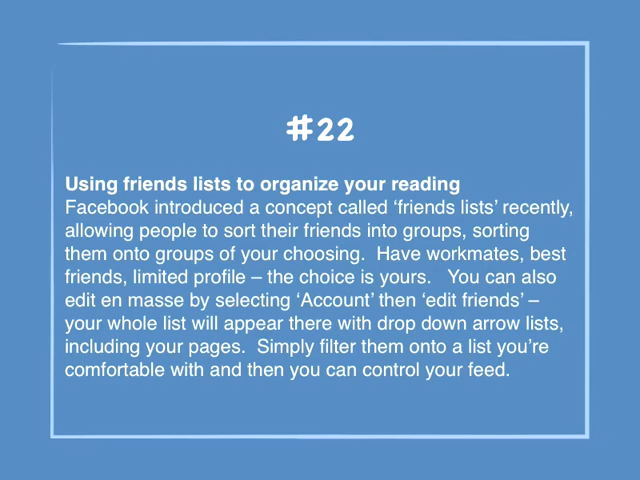 #22
Using friends lists to organize your reading
Facebook introduced a concept called ‘friends lists’ recently,
allowing people to sort their friends into groups, sorting
them onto groups of your choosing.  Have workmates, best
friends, limited profile – the choice is yours.   You can also
edit en masse by selecting ‘Account’ then ‘edit friends’ –
your whole list will appear there with drop down arrow lists,
including your pages.  Simply filter them onto a list you’re
comfortable with and then you can control your feed.